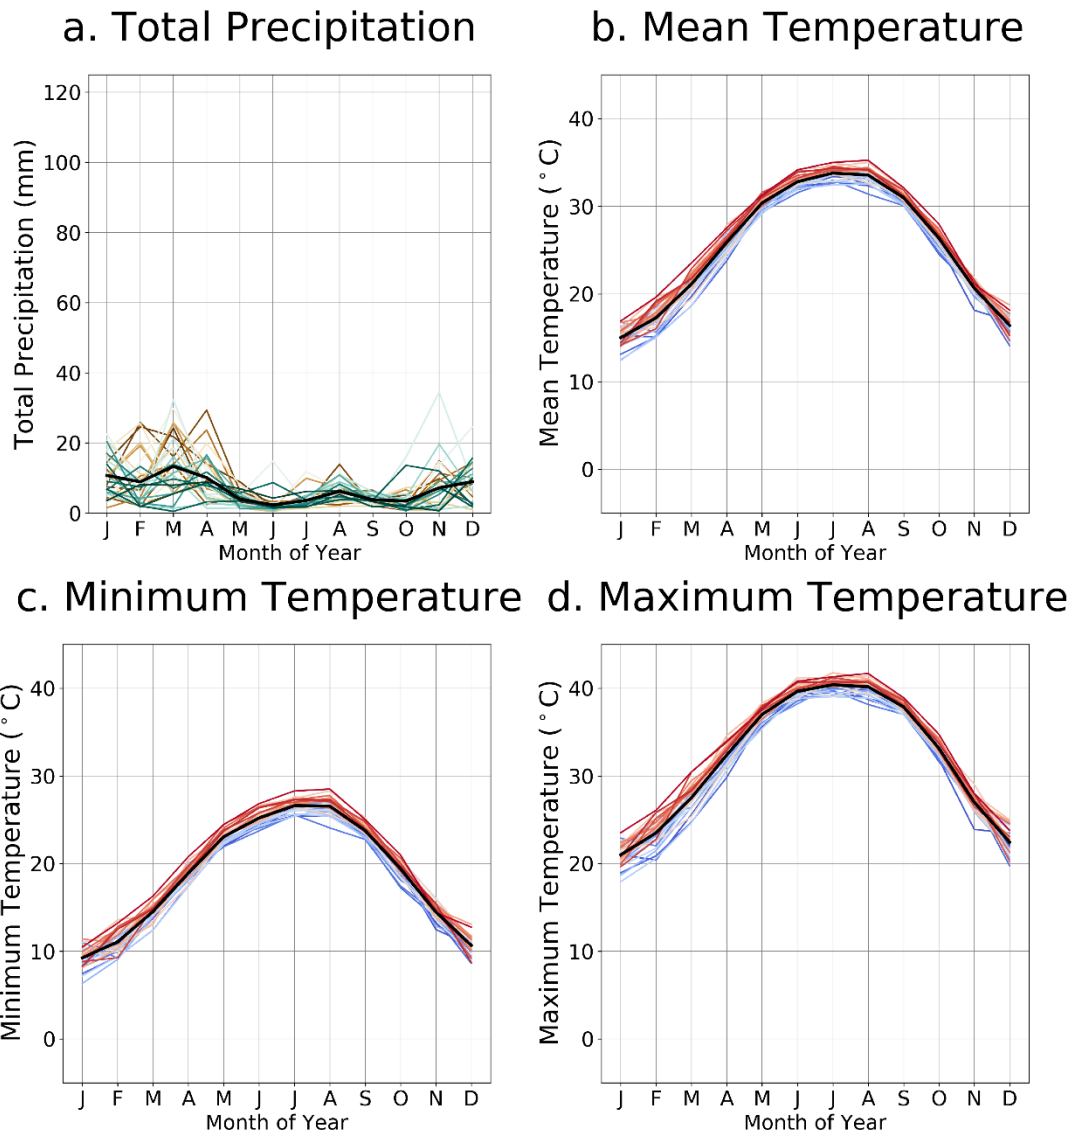 a. Total Precipitation
Total Precipitation (mm)
120
100
80
60
40
20
0
J F M A M J J A S O N D
Month of Year
b. Mean Temperature
Mean Temperature (°C)
40
30
20
10
0
J F M A M J J A S O N D
Month of Year
c. Minimum Temperature
Minimum Temperature (°C)
40
30
20
10
0
J F M A M J J A S O N D
Month of Year
d. Maximum Temperature
Maximum Temperature (°C)
40
30
20
10
0
J F M A M J J A S O N D
Month of Year